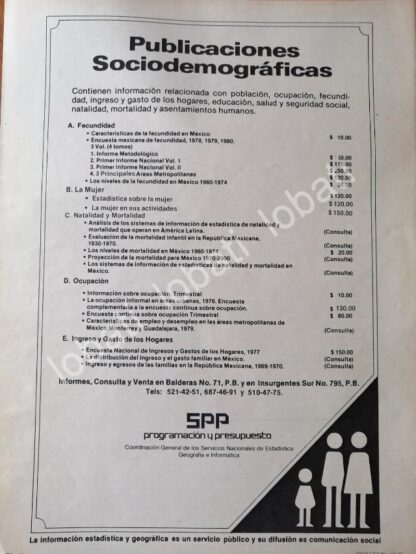 Publicaciones
Sociodemográficas
Contienen información relacionada con población, ocupación, fecundi-
dad, ingreso y gasto de los hogares, educación, salud y seguridad social,
natalidad, mortalidad y asentamientos humanos.
A. Fecundidad
• Características de la fecundidad en México $ 10.00
• Encuesta mexicana de fecundidad, 1978, 1979, 1980.
3 Vol. (4 tomos)
1. Informe Metodológico
2. Primer Informe Nacional Vol. I
3. Primer Informe Nacional Vol. II
4. 3 Principales Areas Metropolitanas
• Los niveles de la fecundidad en México 1960-1974
B. La Mujer
• Estadística sobre la mujer $120.00
• La mujer en sus actividades $120.00
$150.00
C. Natalidad y Mortalidad
• Análisis de los sistemas de información de estadística de natalidad y
mortalidad que operan en América Latina. (Consulta)
• Evaluación de la mortalidad infantil en la República Mexicana,
1930-1970. (Consulta)
• Los niveles de mortalidad en México 1960-1971 $ 20.00
• Proyección de la mortalidad para México 1970-2000 (Consulta)
• Los sistemas de información de estadísticas de natalidad y mortalidad en
México. (Consulta)
D. Ocupación
• Información sobre ocupación Trimestral $ 10.00
• La ocupación informal en áreas urbanas, 1976. Encuesta
complementaria a la encuesta continua sobre ocupación. $ 130.00
• Encuesta continua sobre ocupación Trimestral $ 80.00
• Características de empleo y desempleo en las áreas metropolitanas de
México, Monterrey, Guadalajara, 1979. (Consulta)
E. Ingreso y Gasto de los Hogares
• Encuesta Nacional de Ingresos y Gastos de los Hogares, 1977 $ 150.00
• La distribución del ingreso y el gasto familiar en México. (Consulta)
• Ingreso y egresos de las familias en la República Mexicana, 1969-1970 (Consulta)
Informes, Consulta y Venta en Balderas No. 71, P.B. y en Insurgentes Sur No. 795, P.B.
Tels: 521-42-51, 687-46-91 y 510-47-75.
SPP
programación y presupuesto
Coordinación General de los Servicios Nacionales de Estadística
Geografía e Informática
La información estadística y geográfica es un servicio público y su difusión es comunicación social